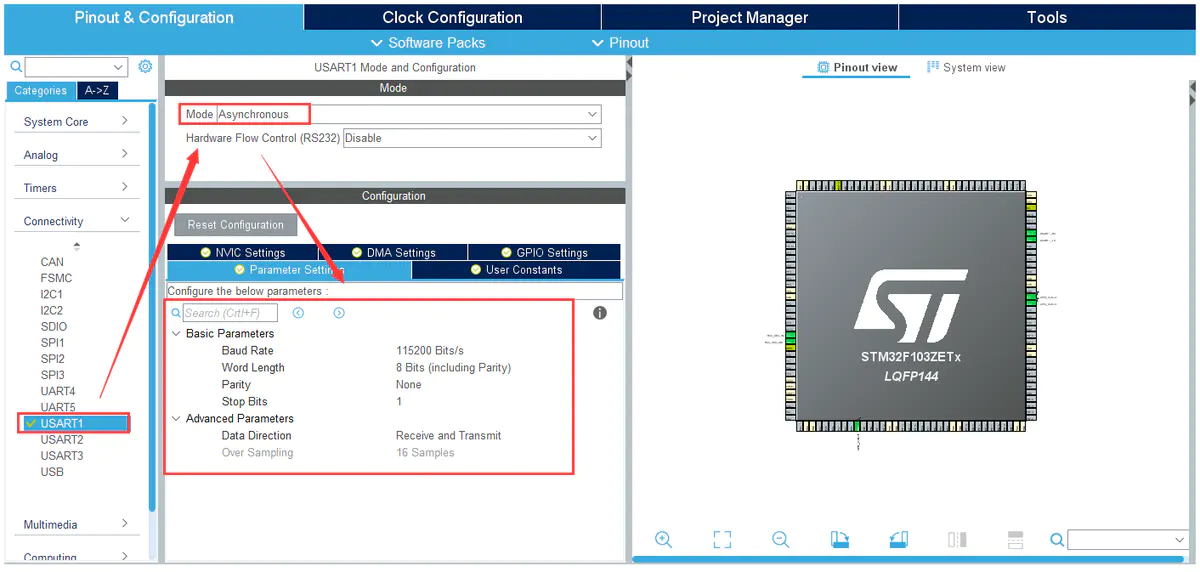 Pinout & Configuration
Clock Configuration
Project Manager
Tools
Software Packs
Pinout
Categories
A->Z
System Core
Analog
Timers
Connectivity
CAN
FSMC
I2C1
I2C2
SDIO
SPI1
SPI2
SPI3
UART4
UART5
USART1
USART2
USART3
USB
Multimedia
Computing
USART1 Mode and Configuration
Mode
Mode Asynchronous
Hardware Flow Control (RS232) Disable
Configuration
Reset Configuration
NVIC Settings
DMA Settings
GPIO Settings
Parameter Settings
User Constants
Configure the below parameters :
Search (Crtl+F)
Basic Parameters
Baud Rate 115200 Bits/s
Word Length 8 Bits (including Parity)
Parity None
Stop Bits 1
Advanced Parameters
Data Direction Receive and Transmit
Over Sampling 16 Samples
Pinout view
System view
ST
STM32F103ZETx
LQFP144